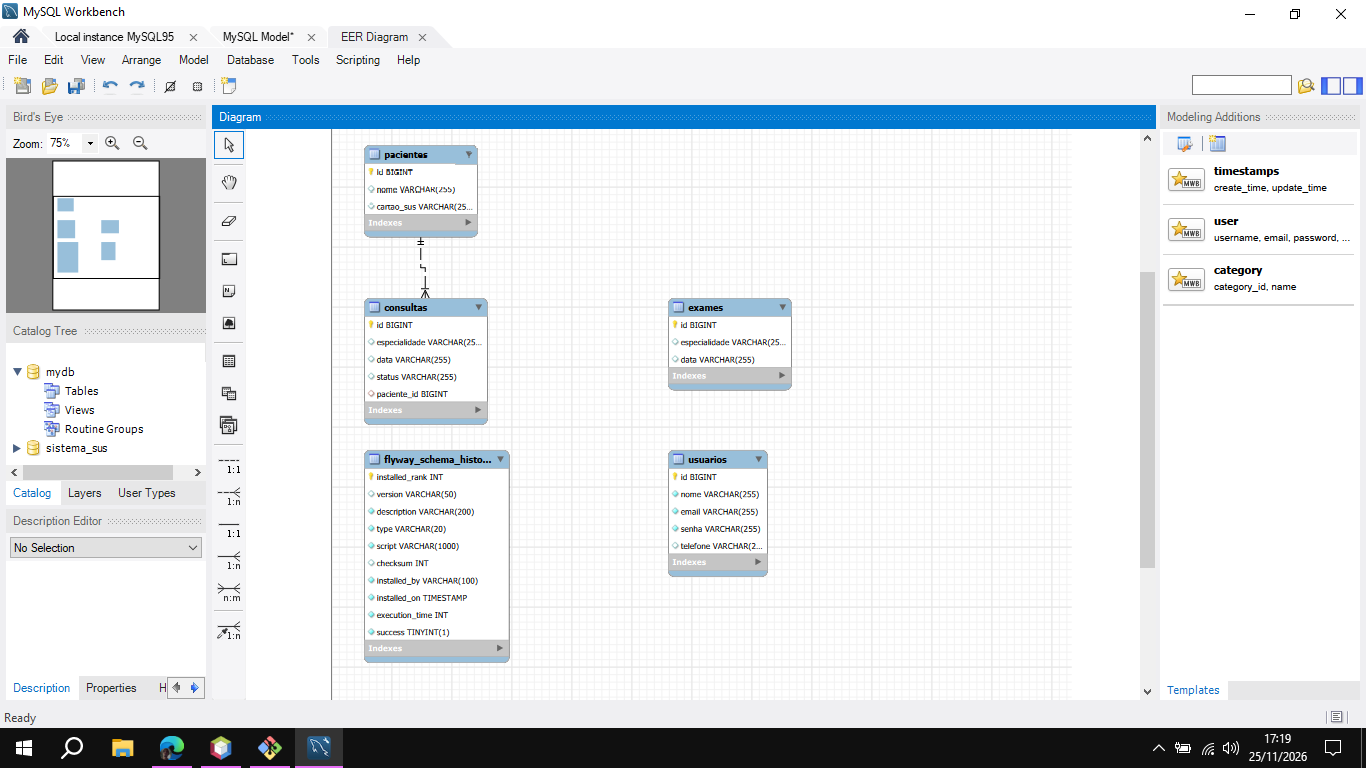 MySQL Workbench
Local instance MySQL95
MySQL Model*
EER Diagram
File Edit View Arrange Model Database Tools Scripting Help
Bird's Eye
Zoom: 75%
Catalog Tree
mydb
Tables
Views
Routine Groups
sistema_sus
Catalog Layers User Types
Description Editor
No Selection
Description Properties H
Ready
1:1
1:n
1:1
1:n
n:m
1:n
Diagram
pacientes
id BIGINT
nome VARCHAR(255)
cartao_sus VARCHAR(25...
Indexes
consultas
id BIGINT
especialidade VARCHAR(25...
data VARCHAR(255)
status VARCHAR(255)
paciente_id BIGINT
Indexes
exames
id BIGINT
especialidade VARCHAR(25...
data VARCHAR(255)
Indexes
flyway_schema_histo...
installed_rank INT
version VARCHAR(50)
description VARCHAR(200)
type VARCHAR(20)
script VARCHAR(1000)
checksum INT
installed_by VARCHAR(100)
installed_on TIMESTAMP
execution_time INT
success TINYINT(1)
Indexes
usuarios
id BIGINT
nome VARCHAR(255)
email VARCHAR(255)
senha VARCHAR(255)
telefone VARCHAR(2...
Indexes
Modeling Additions
MWB
timestamps
create_time, update_time
MWB
user
username, email, password, ...
MWB
category
category_id, name
Templates
17:19
25/11/2026